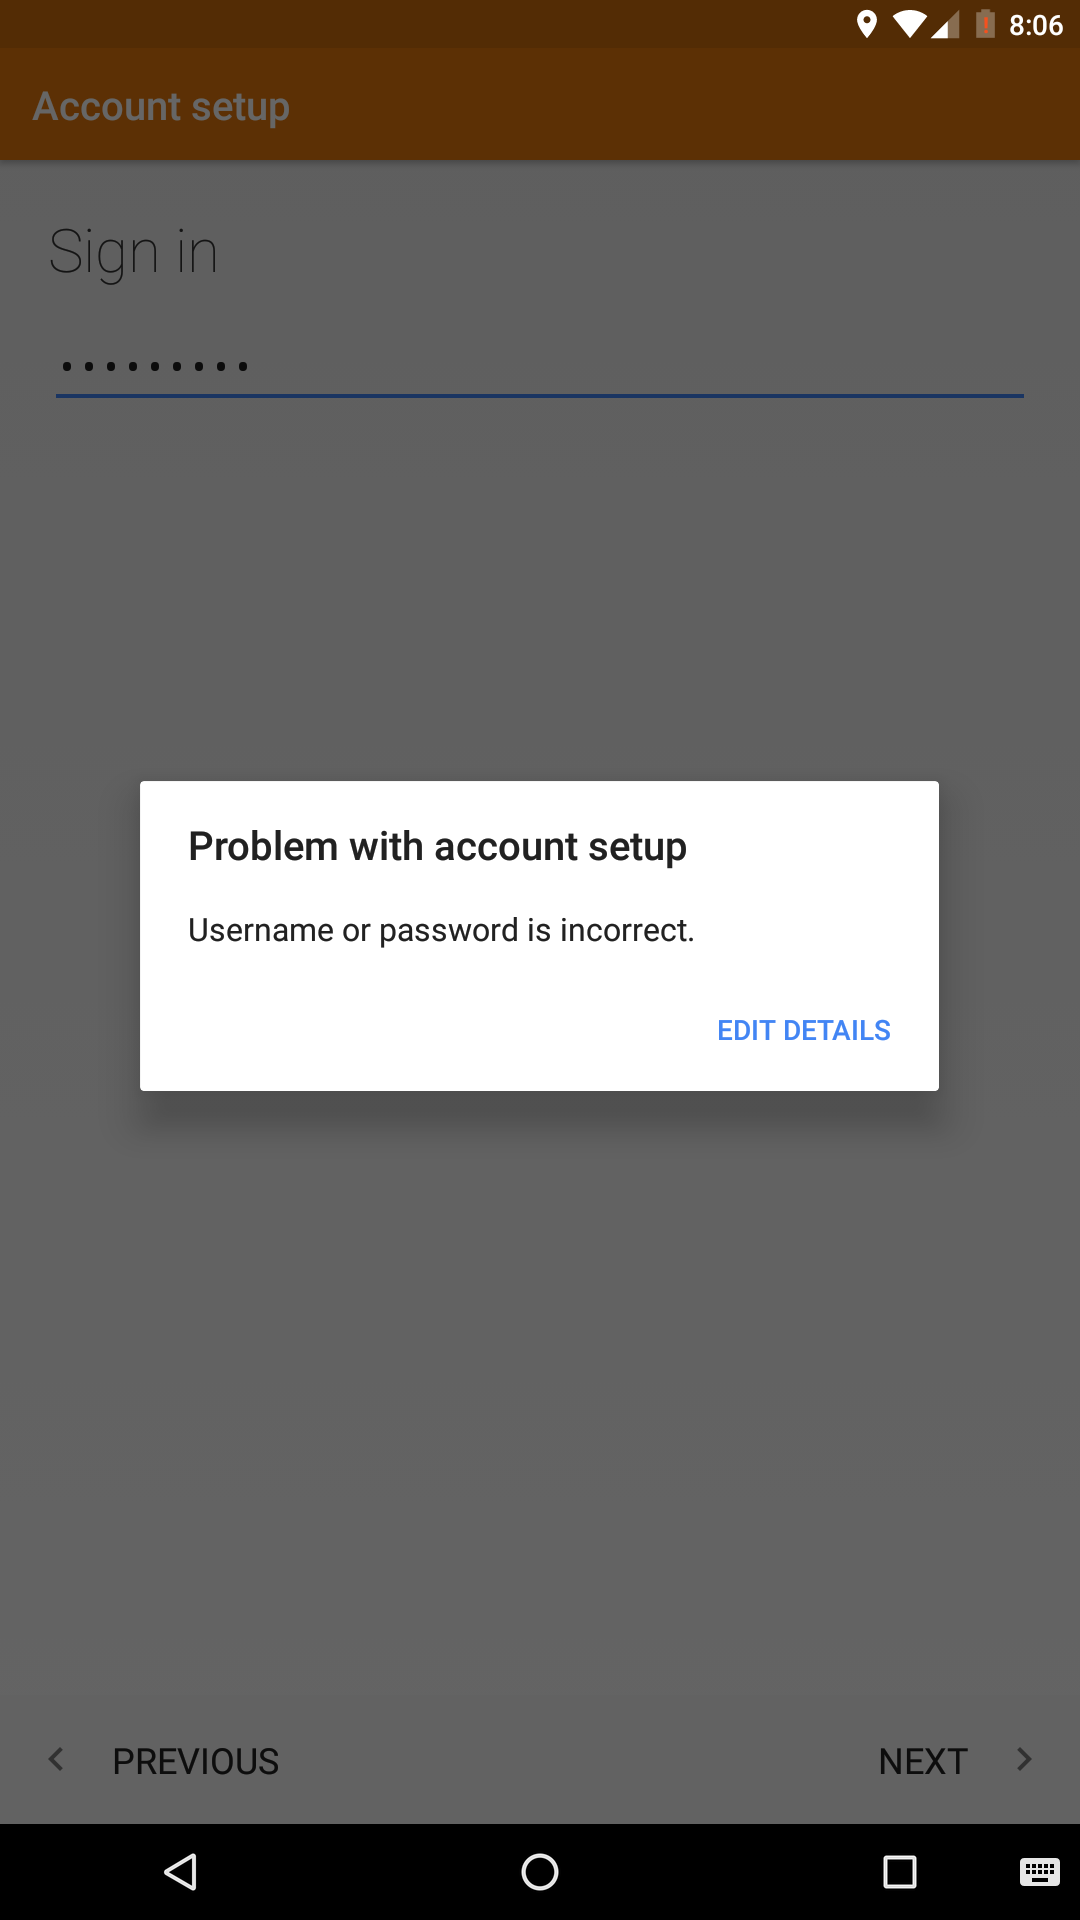 8:06
Account setup
Sign in
•••••••••
Problem with account setup
Username or password is incorrect.
EDIT DETAILS
PREVIOUS
NEXT